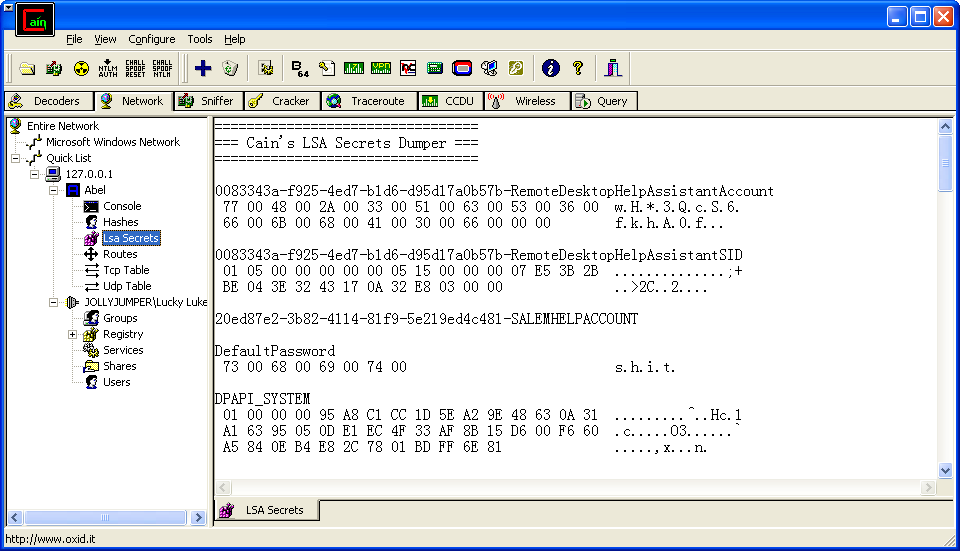 Cain
File View Configure Tools Help
NTLM AUTH CHALL SPOOF RESET CHALL SPOOF NTLM B 64
Decoders Network Sniffer Cracker Traceroute CCDU Wireless Query
Entire Network
Microsoft Windows Network
Quick List
127.0.0.1
Abel
Console
Hashes
Lsa Secrets
Routes
Tcp Table
Udp Table
JOLLYJUMPER\Lucky Luke
Groups
Registry
Services
Shares
Users
=================================
=== Cain's LSA Secrets Dumper ===
=================================
0083343a-f925-4ed7-b1d6-d95d17a0b57b-RemoteDesktopHelpAssistantAccount
77 00 48 00 2A 00 33 00 51 00 63 00 53 00 36 00 w.H.*.3.Q.c.S.6.
66 00 6B 00 68 00 41 00 30 00 66 00 00 00 f.k.h.A.0.f...
0083343a-f925-4ed7-b1d6-d95d17a0b57b-RemoteDesktopHelpAssistantSID
01 05 00 00 00 00 00 05 15 00 00 00 07 E5 3B 2B ..............;+
BE 04 3E 32 43 17 0A 32 E8 03 00 00 ..>2C..2....
20ed87e2-3b82-4114-81f9-5e219ed4c481-SALEMHELPACCOUNT
DefaultPassword
73 00 68 00 69 00 74 00 s.h.i.t.
DPAPI_SYSTEM
01 00 00 00 95 A8 C1 CC 1D 5E A2 9E 48 63 0A 31 .........^..Hc.1
A1 63 95 05 0D E1 EC 4F 33 AF 8B 15 D6 00 F6 60 .c.....O3......`
A5 84 0E B4 E8 2C 78 01 BD FF 6E 81 .....,x...n.
LSA Secrets
http://www.oxid.it